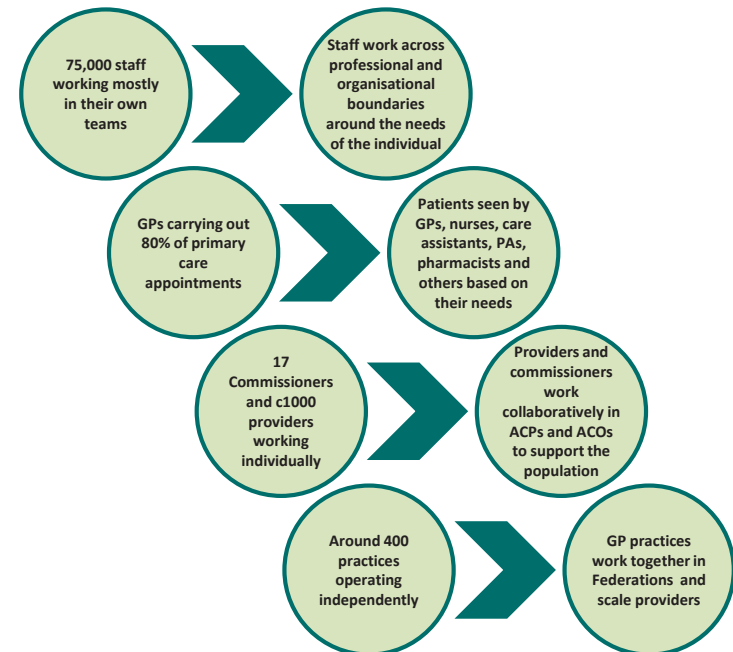 75,000 staff
working mostly
in their own
teams
Staff work across
professional and
organisational
boundaries
around the needs
of the individual
GPs carrying out
80% of primary
care
appointments
Patients seen by
GPs, nurses, care
assistants, PAs,
pharmacists and
others based on
their needs
17
Commissioners
and c1000
providers
working
individually
Providers and
commissioners
work
collaboratively in
ACPs and ACOs
to support the
population
Around 400
practices
operating
independently
GP practices
work together in
Federations and
scale providers